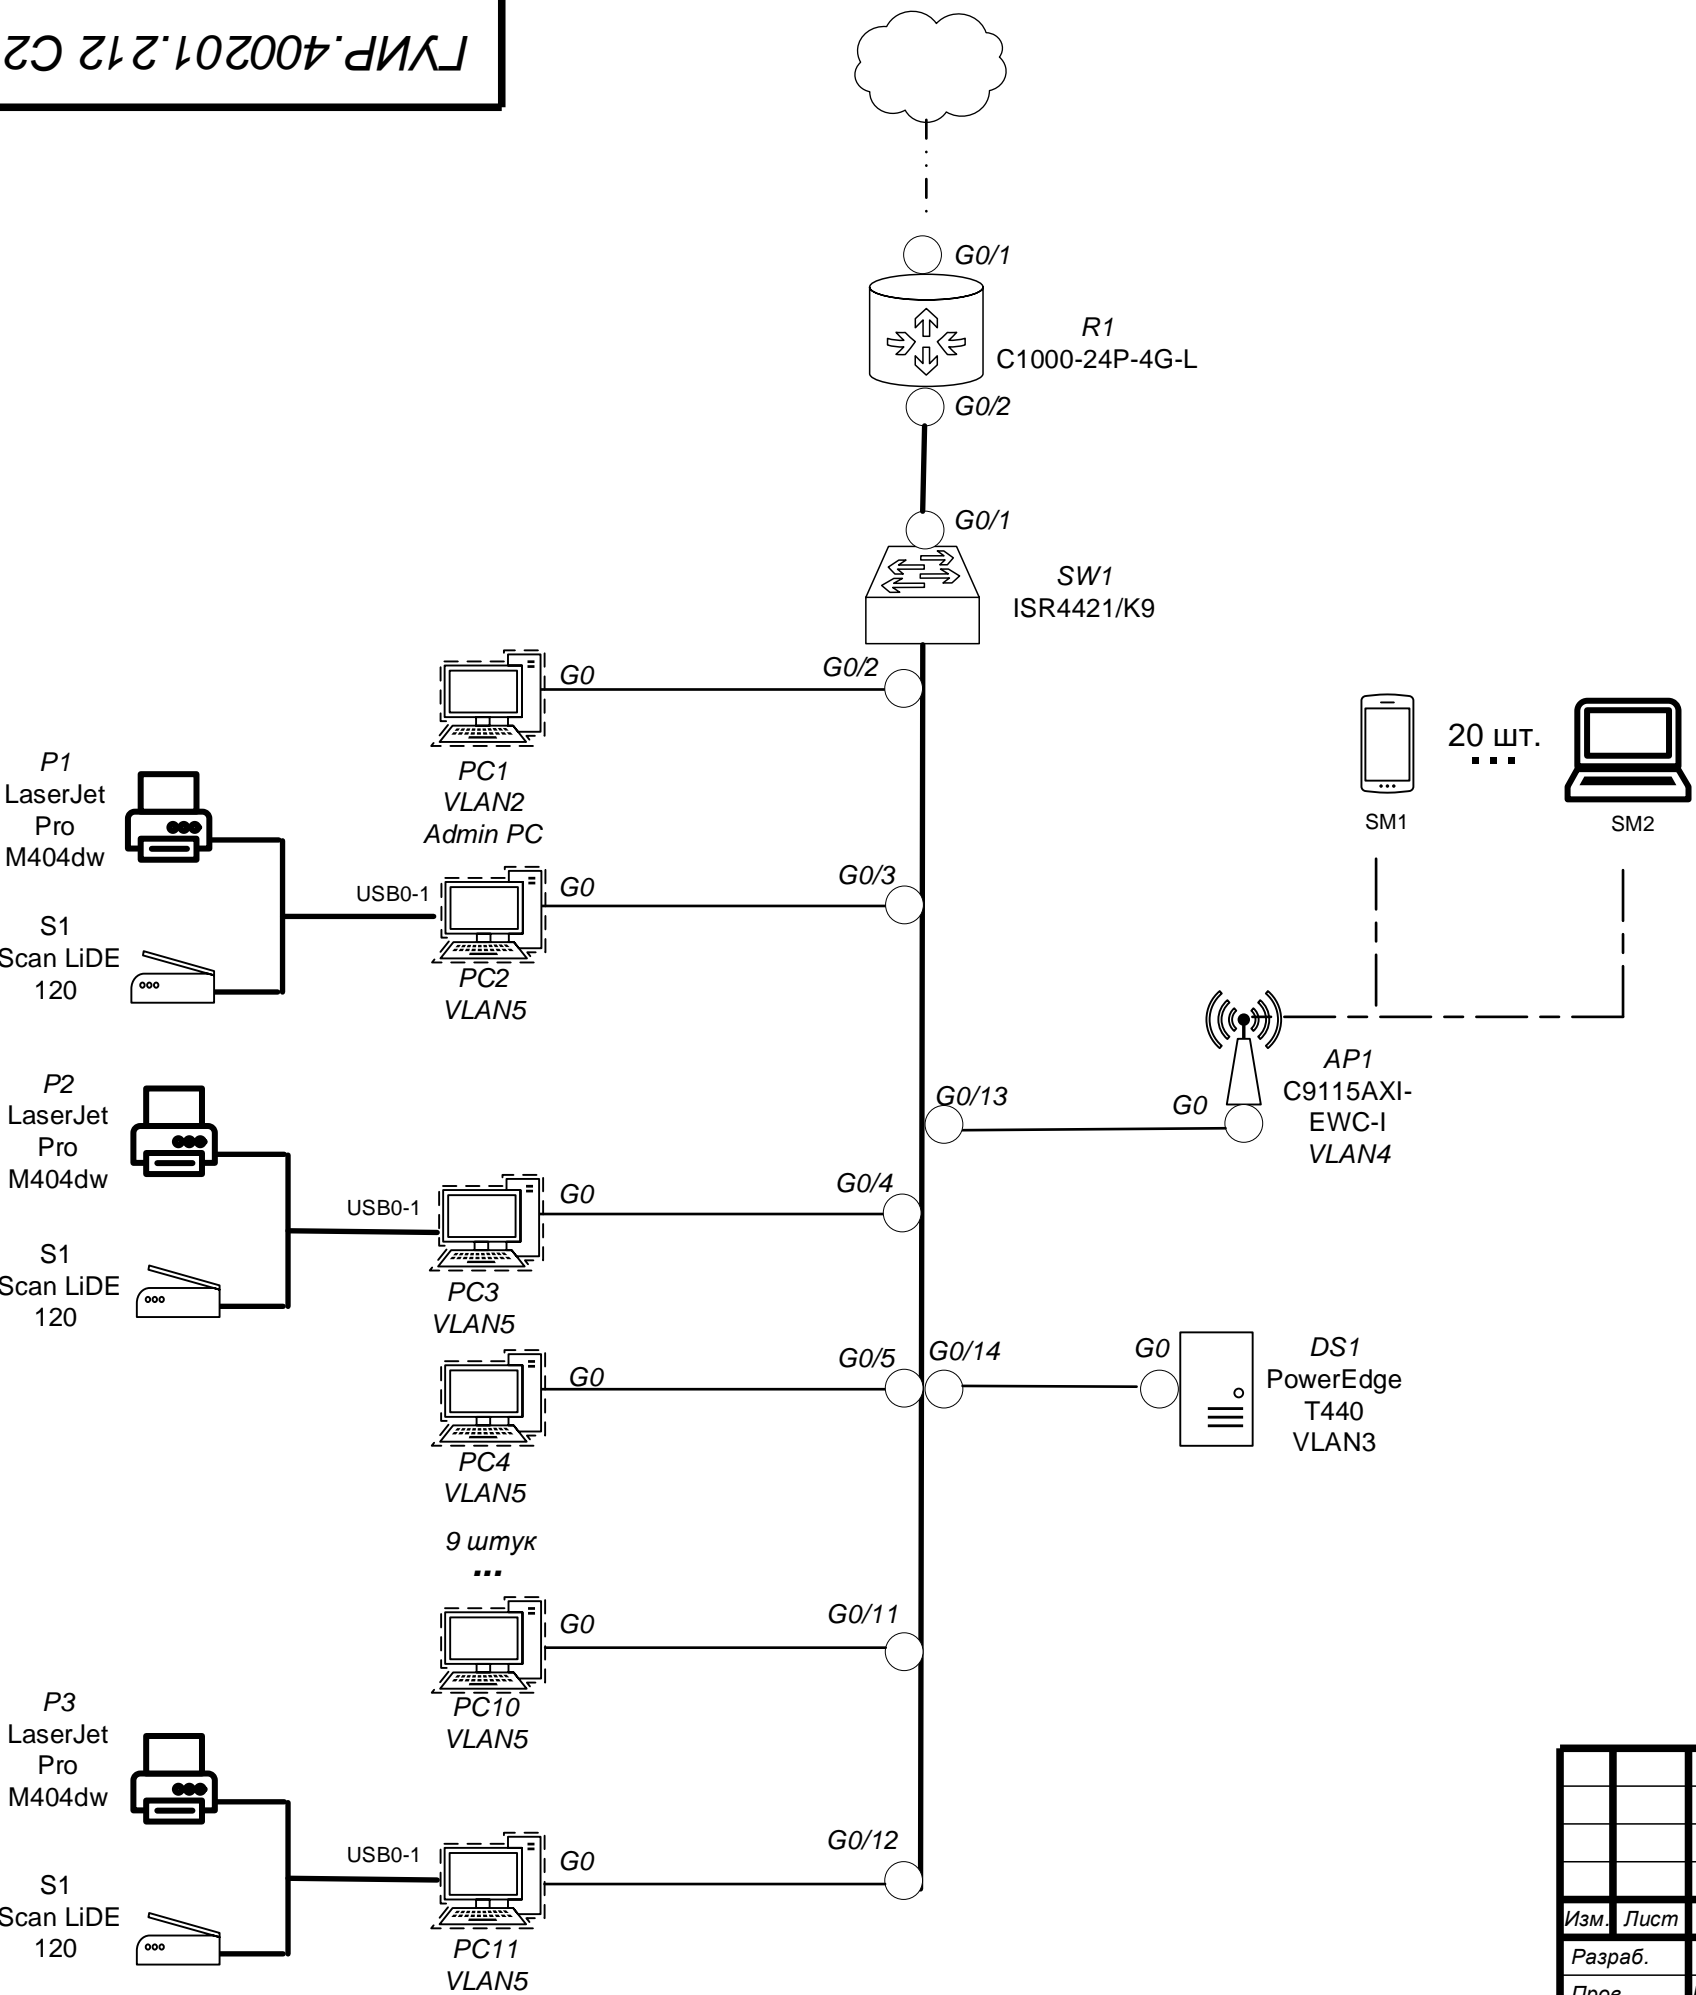 ГУИР.400201.212 С2
G0/1
R1
C1000-24P-4G-L
G0/2
G0/1
SW1
ISR4421/K9
G0
G0/2
PC1
VLAN2
Admin PC
20 шт.
SM1
SM2
P1
LaserJet
Pro
M404dw
USB0-1
G0
G0/3
S1
Scan LiDE
120
PC2
VLAN5
AP1
C9115AXI-
EWC-I
VLAN4
G0/13
G0
P2
LaserJet
Pro
M404dw
USB0-1
G0
G0/4
S1
Scan LiDE
120
PC3
VLAN5
G0
G0/5
G0/14
G0
DS1
PowerEdge
T440
VLAN3
PC4
VLAN5
9 штук
...
G0
G0/11
PC10
VLAN5
P3
LaserJet
Pro
M404dw
USB0-1
G0
G0/12
S1
Scan LiDE
120
PC11
VLAN5
Изм. Лист
Разраб.